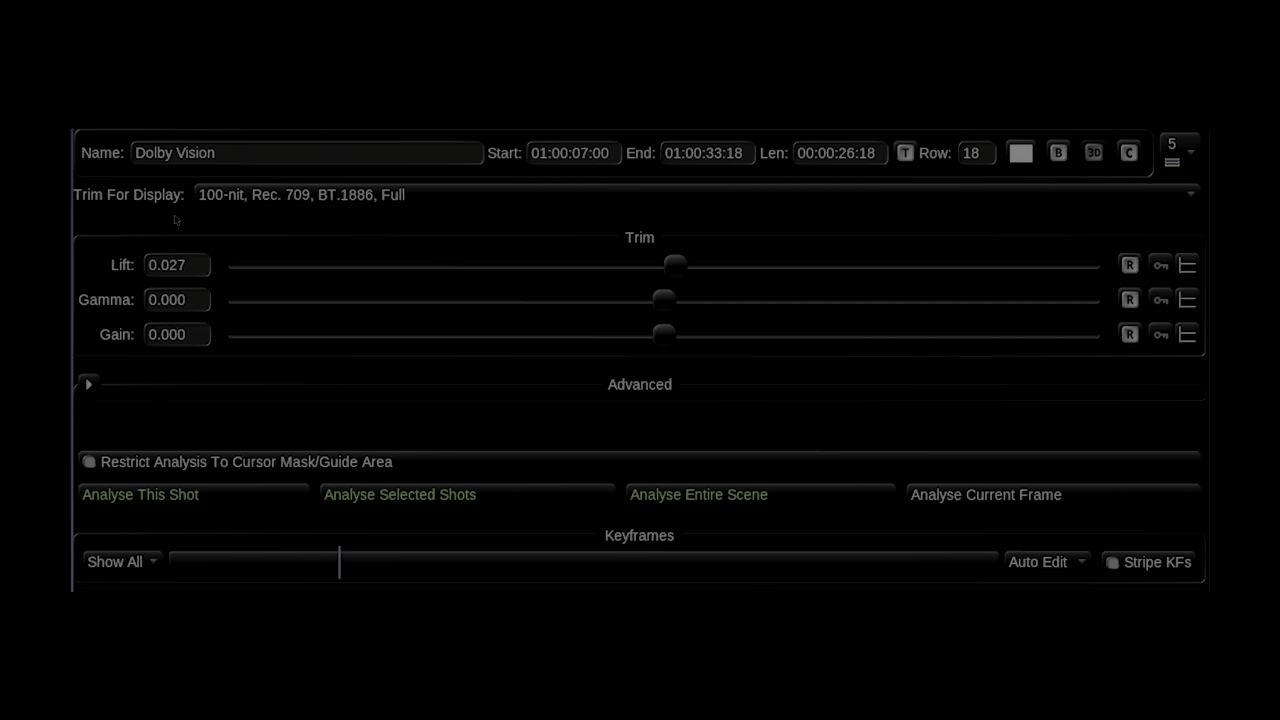 Name: Dolby Vision Start: 01:00:07:00 End: 01:00:33:18 Len: 00:00:26:18 T Row: 18 B 3D C 5
Trim For Display: 100-nit, Rec. 709, BT.1886, Full
Trim
Lift: 0.027 R
Gamma: 0.000 R
Gain: 0.000 R
Advanced
Restrict Analysis To Cursor Mask/Guide Area
Analyse This Shot Analyse Selected Shots Analyse Entire Scene Analyse Current Frame
Keyframes
Show All Auto Edit Stripe KFs